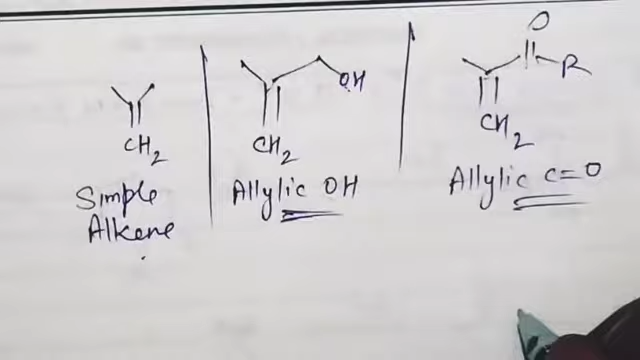 CH2
Simple
Alkene
OH
CH2
Allylic OH
O
R
CH2
Allylic C=O